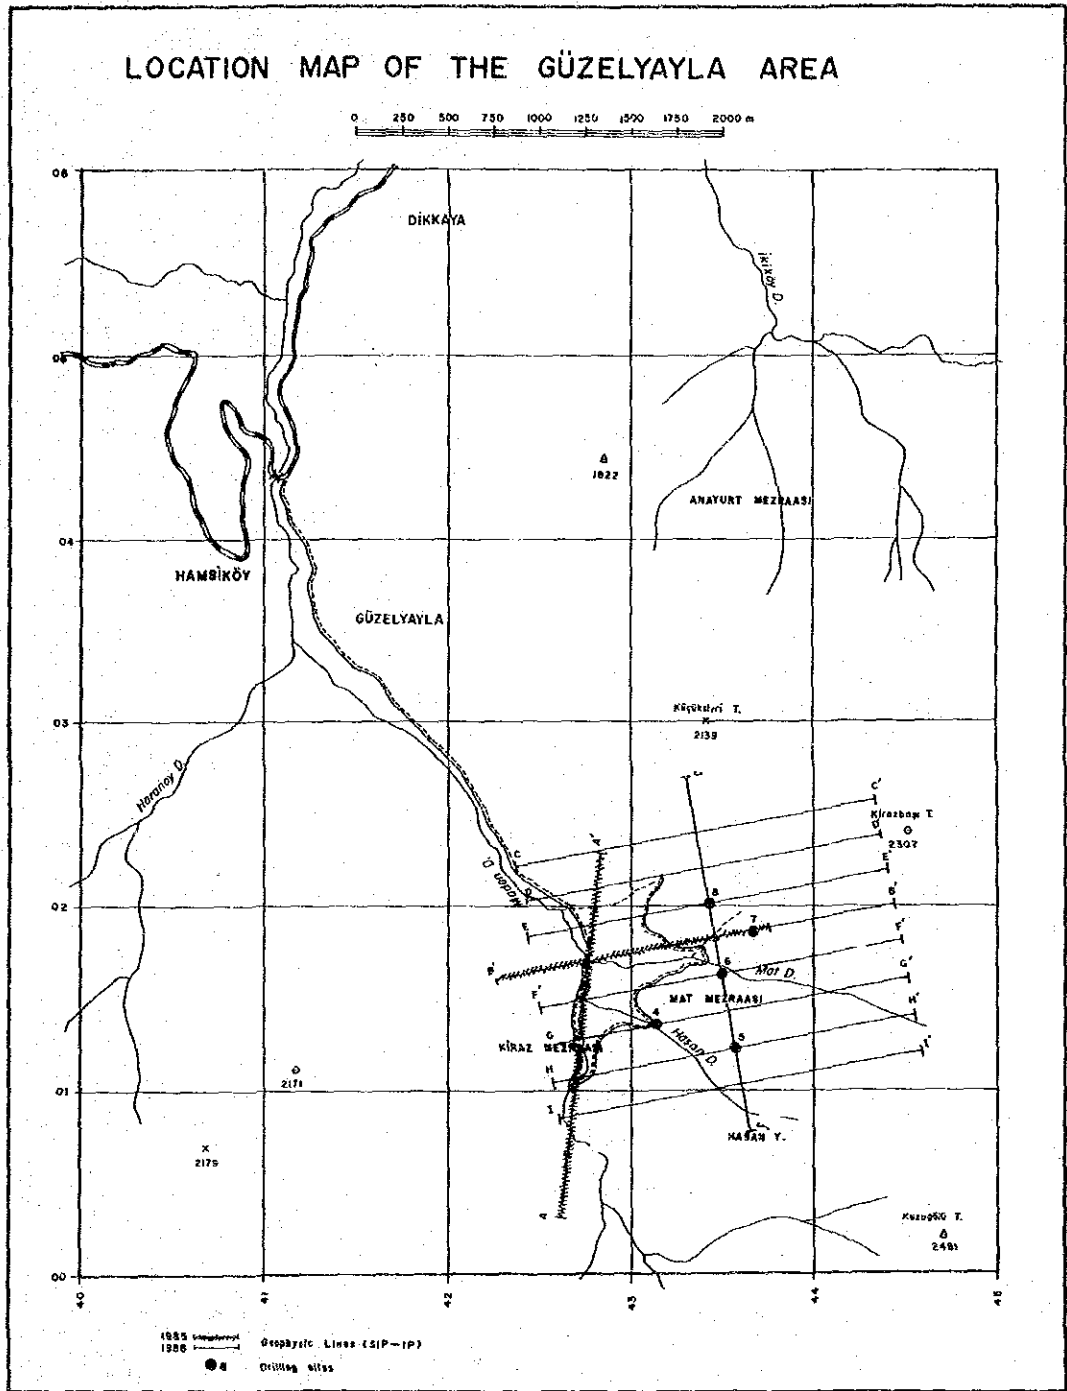 LOCATION MAP OF THE GÜZELYAYLA AREA
0 250 500 750 1000 1250 1500 1750 2000 m
06
DİKKAYA
İkiköy D.
05
1822
ANAYURT MEZRAASI
04
HAMSİKÖY
GÜZELYAYLA
03
2139
C'
Kirazbaşı T.
D'
2307
A'
E'
C
Maden D.
D
8
B'
02
E
7
F'
B'
6
Mat D.
G'
F'
MAT MEZRAASI
H'
4
G
Hasan D.
KİRAZ MEZRAASI
5
I'
H
2171
01
I
HASAN Y.
2179
A
2481
00
40 41 42 43 44 45
1985
1986
Geophysic Lines (SIP-IP)
Drilling sites